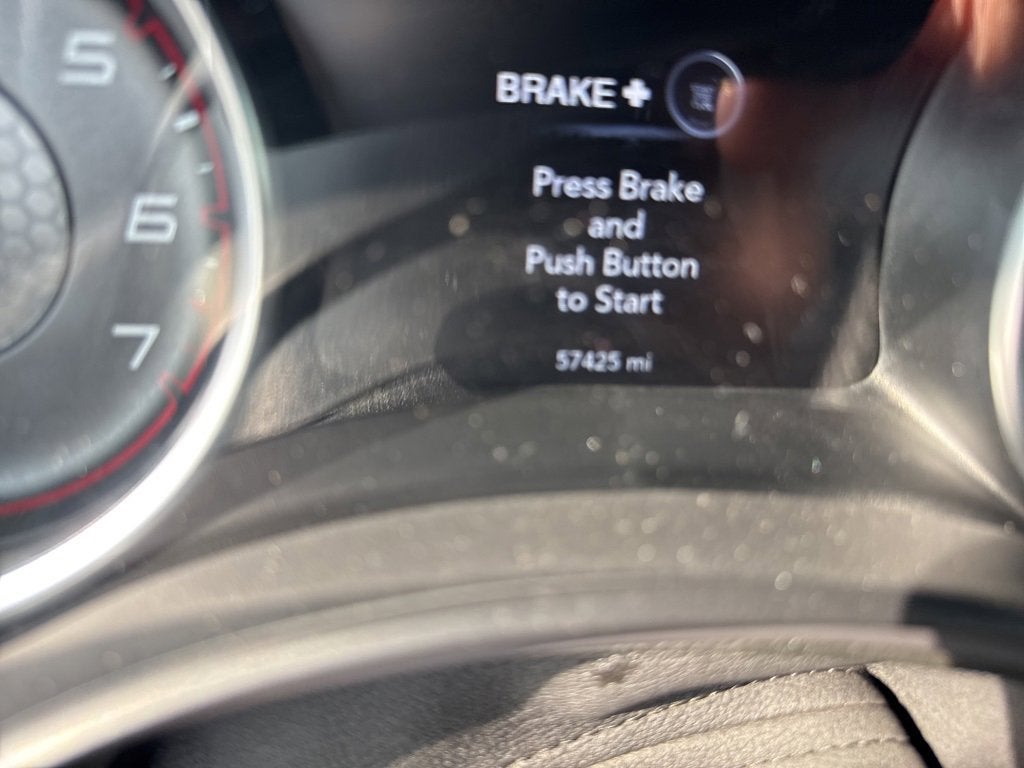 5
6
7
BRAKE +
Press Brake
and
Push Button
to Start
57425 mi